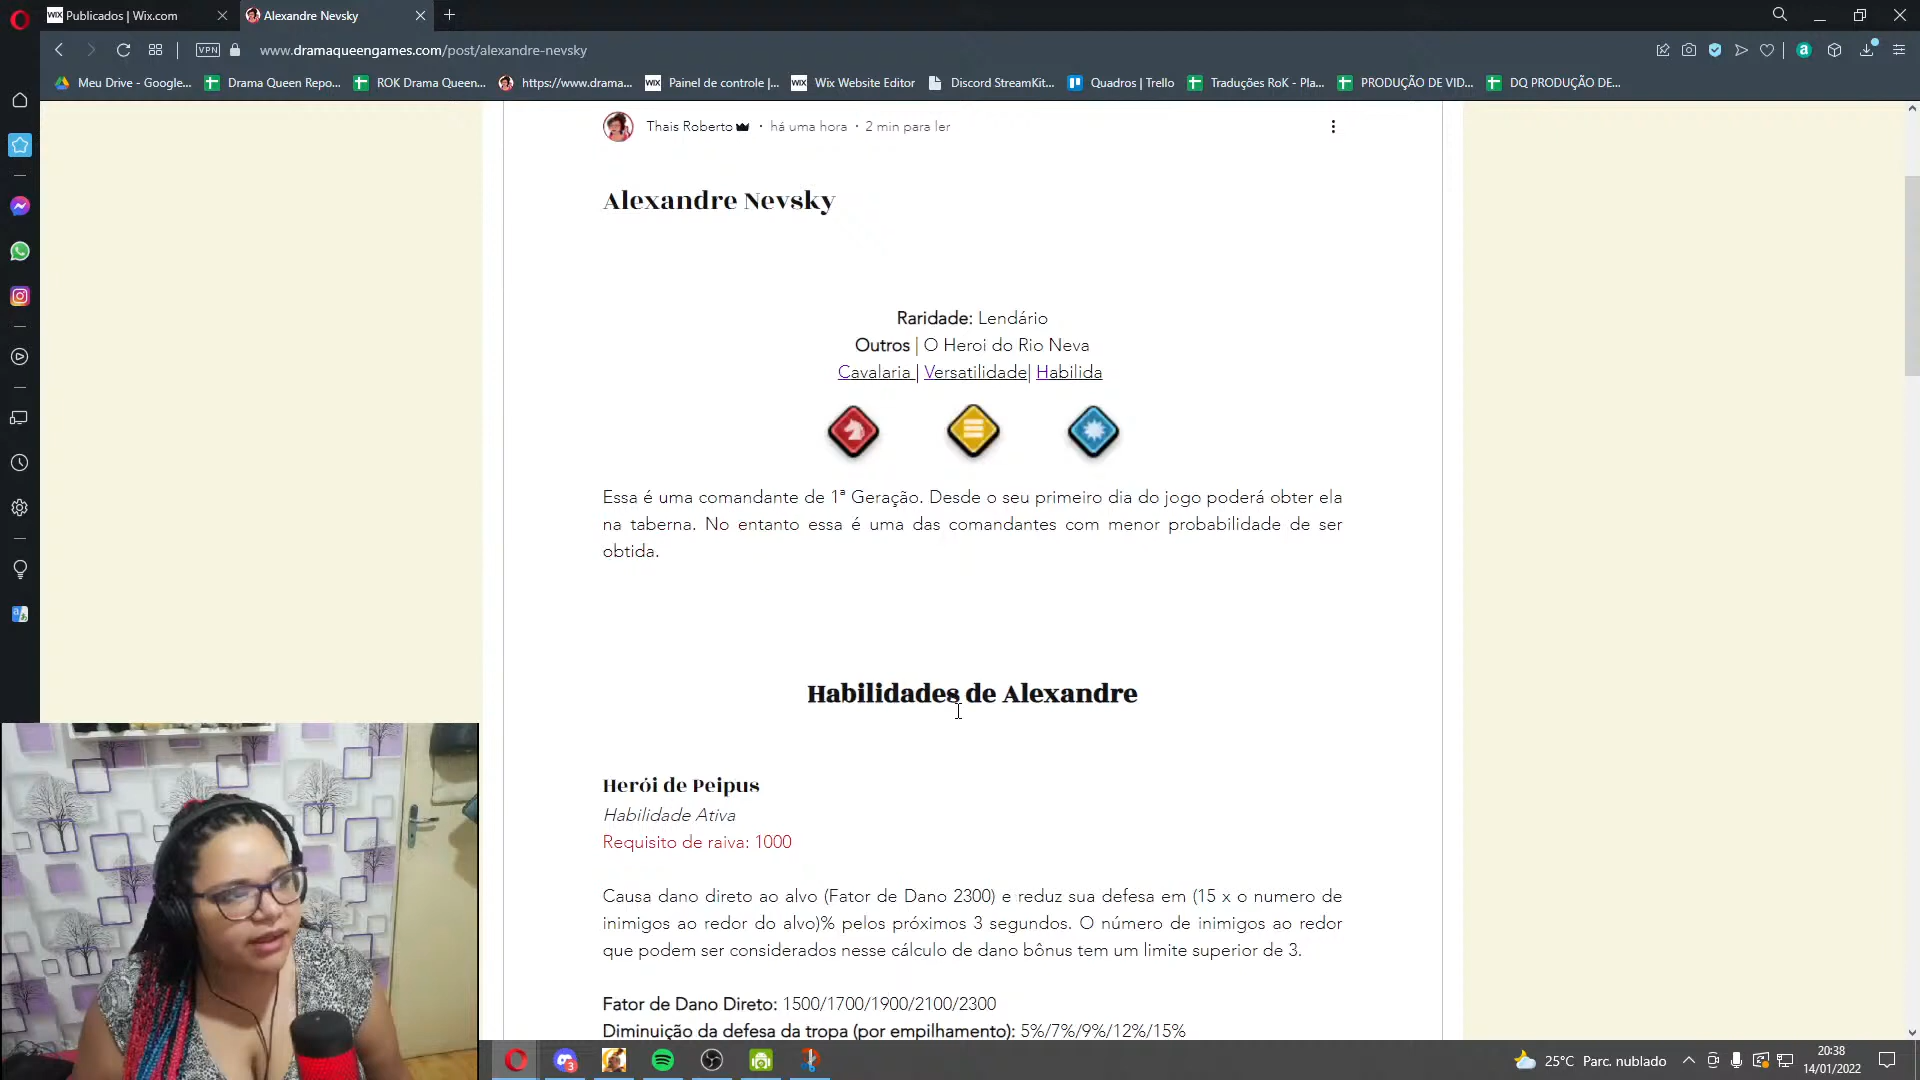 Publicados | Wix.com
Alexandre Nevsky
VPN
www.dramaqueengames.com/post/alexandre-nevsky
Meu Drive - Google...
Drama Queen Repo...
ROK Drama Queen...
https://www.drama...
Painel de controle |...
Wix Website Editor
Discord StreamKit...
Quadros | Trello
Traduções RoK - Pla...
PRODUÇÃO DE VID...
DQ PRODUÇÃO DE...
Thais Roberto · há uma hora · 2 min para ler
Alexandre Nevsky
Raridade: Lendário
Outros | O Heroi do Rio Neva
Cavalaria | Versatilidade| Habilida
Essa é uma comandante de 1ª Geração. Desde o seu primeiro dia do jogo poderá obter ela
na taberna. No entanto essa é uma das comandantes com menor probabilidade de ser
obtida.
Habilidades de Alexandre
Herói de Peipus
Habilidade Ativa
Requisito de raiva: 1000
Causa dano direto ao alvo (Fator de Dano 2300) e reduz sua defesa em (15 x o numero de
inimigos ao redor do alvo)% pelos próximos 3 segundos. O número de inimigos ao redor
que podem ser considerados nesse cálculo de dano bônus tem um limite superior de 3.
Fator de Dano Direto: 1500/1700/1900/2100/2300
Diminuição da defesa da tropa (por empilhamento): 5%/7%/9%/12%/15%
25°C Parc. nublado
20:38
14/01/2022